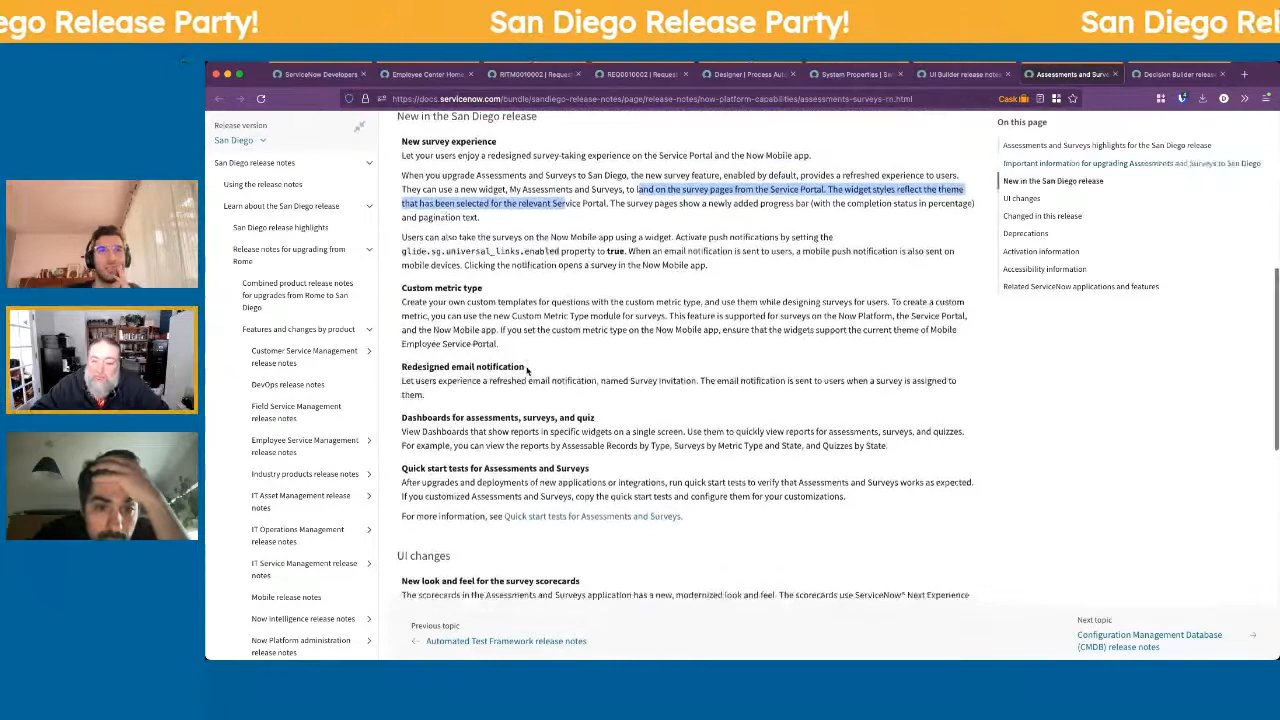 ego Release Party!
San Diego Release Party!
San Diego Rel
ServiceNow Developers
Employee Center Hom
RITM0010002 | Request
REQ0010002 | Request
Designer | Process Au
System Properties | S
UI Builder release note
Assessments and Surve
Decision Builder release
https://docs.servicenow.com/bundle/sandiego-release-notes/page/release-notes/now-platform-capabilities/assessments-surveys-rn.html
Cask
Release version
San Diego
San Diego release notes
Using the release notes
Learn about the San Diego release
San Diego release highlights
Release notes for upgrading from
Rome
Combined product release notes
for upgrades from Rome to San
Diego
Features and changes by product
Customer Service Management
release notes
DevOps release notes
Field Service Management
release notes
Employee Service Management
release notes
Industry products release notes
IT Asset Management release
notes
IT Operations Management
release notes
IT Service Management release
notes
Mobile release notes
Now Intelligence release notes
Now Platform administration
release notes
New in the San Diego release
New survey experience
Let your users enjoy a redesigned survey-taking experience on the Service Portal and the Now Mobile app.
When you upgrade Assessments and Surveys to San Diego, the new survey feature, enabled by default, provides a refreshed experience to users.
They can use a new widget, My Assessments and Surveys, to land on the survey pages from the Service Portal. The widget styles reflect the theme
that has been selected for the relevant Service Portal. The survey pages show a newly added progress bar (with the completion status in percentage)
and pagination text.
Users can also take the surveys on the Now Mobile app using a widget. Activate push notifications by setting the
glide.sg.universal_links.enabled property to true. When an email notification is sent to users, a mobile push notification is also sent on
mobile devices. Clicking the notification opens a survey in the Now Mobile app.
Custom metric type
Create your own custom templates for questions with the custom metric type, and use them while designing surveys for users. To create a custom
metric, you can use the new Custom Metric Type module for surveys. This feature is supported for surveys on the Now Platform, the Service Portal,
and the Now Mobile app. If you set the custom metric type on the Now Mobile app, ensure that the widgets support the current theme of Mobile
Employee Service Portal.
Redesigned email notification
Let users experience a refreshed email notification, named Survey Invitation. The email notification is sent to users when a survey is assigned to
them.
Dashboards for assessments, surveys, and quiz
View Dashboards that show reports in specific widgets on a single screen. Use them to quickly view reports for assessments, surveys, and quizzes.
For example, you can view the reports by Assessable Records by Type, Surveys by Metric Type and State, and Quizzes by State.
Quick start tests for Assessments and Surveys
After upgrades and deployments of new applications or integrations, run quick start tests to verify that Assessments and Surveys works as expected.
If you customized Assessments and Surveys, copy the quick start tests and configure them for your customizations.
For more information, see Quick start tests for Assessments and Surveys.
UI changes
New look and feel for the survey scorecards
The scorecards in the Assessments and Surveys application has a new, modernized look and feel. The scorecards use ServiceNow® Next Experience
Previous topic
Automated Test Framework release notes
Next topic
Configuration Management Database
(CMDB) release notes
On this page
Assessments and Surveys highlights for the San Diego release
Important information for upgrading Assessments and Surveys to San Diego
New in the San Diego release
UI changes
Changed in this release
Deprecations
Activation information
Accessibility information
Related ServiceNow applications and features